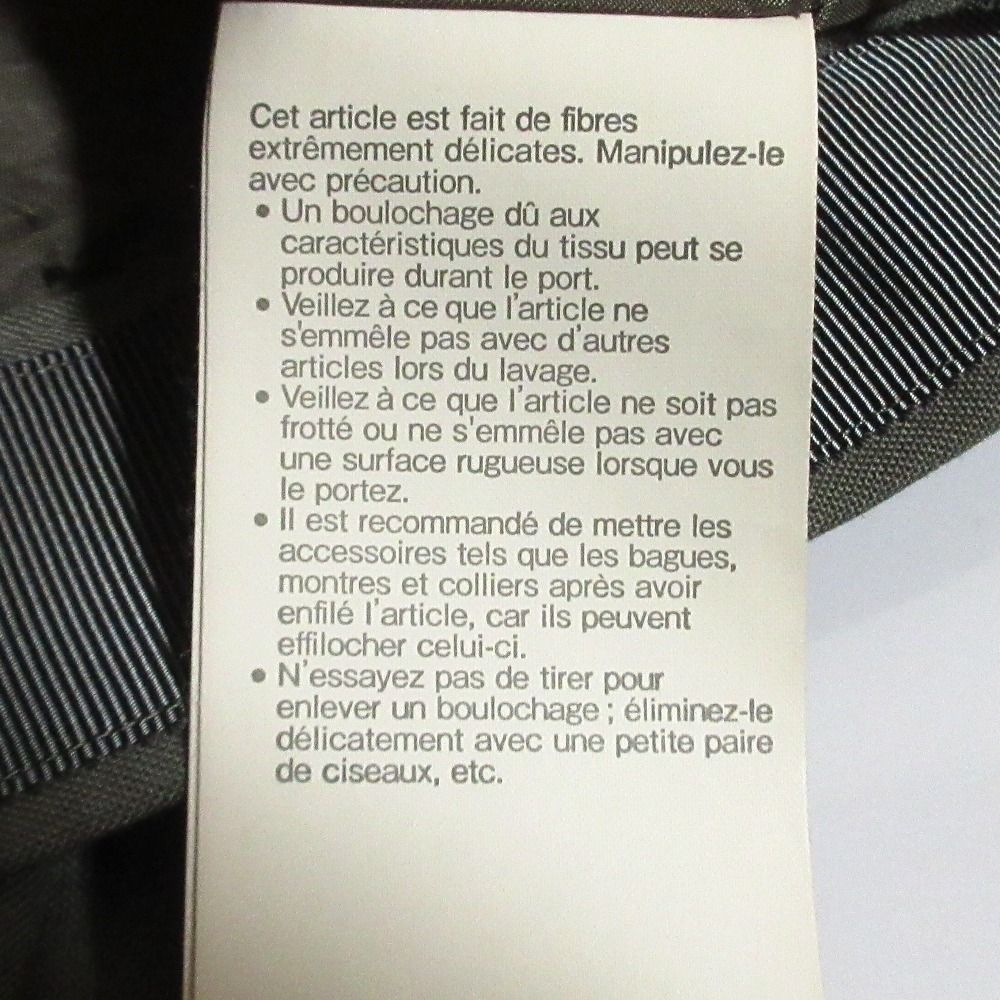 Cet article est fait de fibres
extrêmement délicates. Manipulez-le
avec précaution.
• Un boulochage dû aux
caractéristiques du tissu peut se
produire durant le port.
• Veillez à ce que l'article ne
s'emmêle pas avec d'autres
articles lors du lavage.
• Veillez à ce que l'article ne soit pas
frotté ou ne s'emmêle pas avec
une surface rugueuse lorsque vous
le portez.
• Il est recommandé de mettre les
accessoires tels que les bagues,
montres et colliers après avoir
enfilé l'article, car ils peuvent
effilocher celui-ci.
• N'essayez pas de tirer pour
enlever un boulochage ; éliminez-le
délicatement avec une petite paire
de ciseaux, etc.